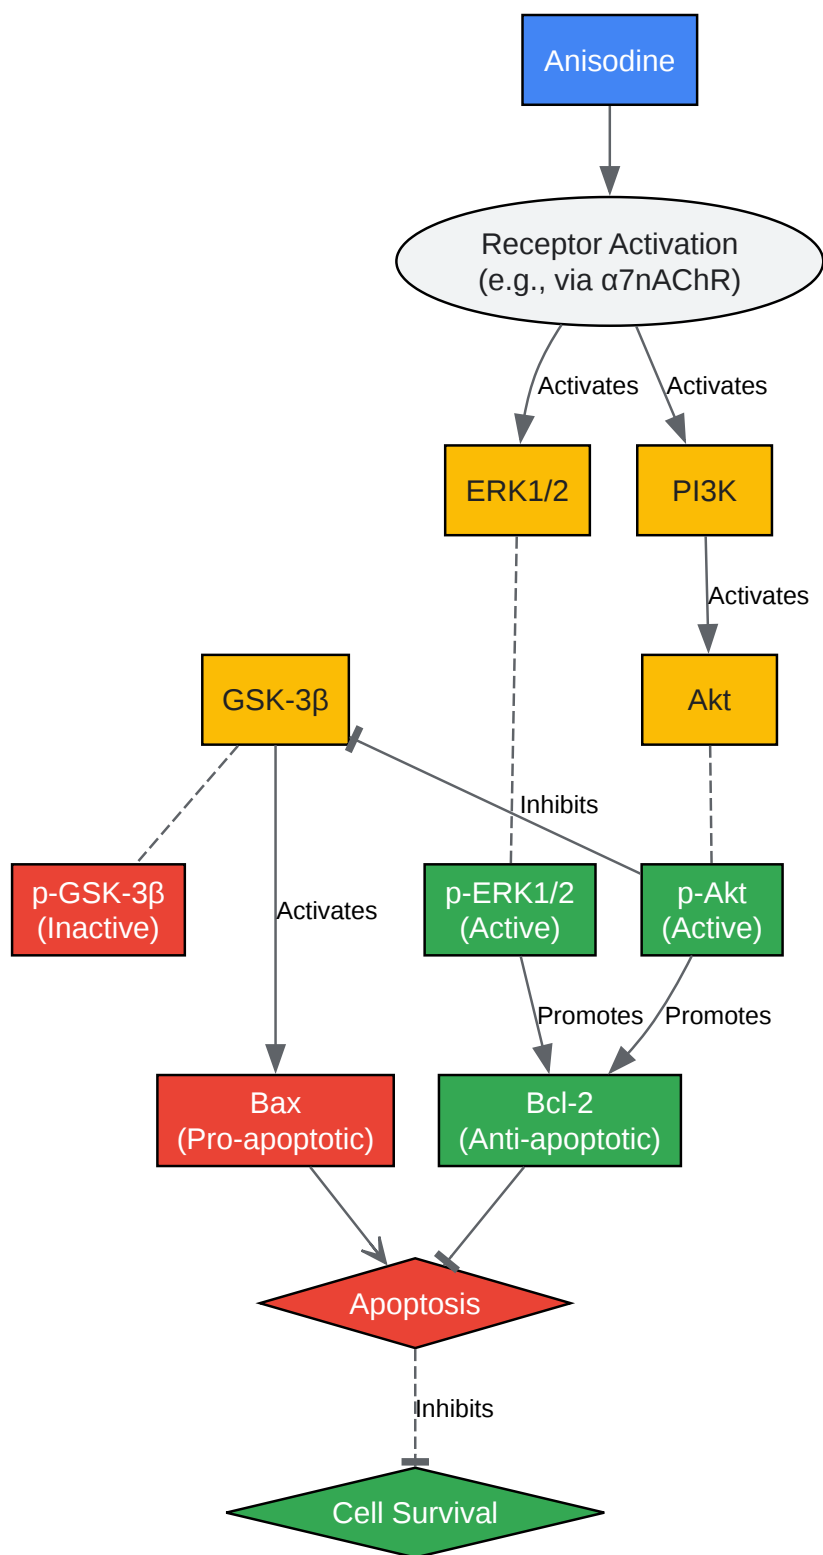 Anisodine
Receptor Activation
(e.g., via α7nAChR)
Activates
Activates
ERK1/2
PI3K
Activates
GSK-3β
Akt
Inhibits
p-GSK-3β
(Inactive)
Activates
p-ERK1/2
(Active)
p-Akt
(Active)
Promotes
Promotes
Bax
(Pro-apoptotic)
Bcl-2
(Anti-apoptotic)
Apoptosis
Inhibits
Cell Survival